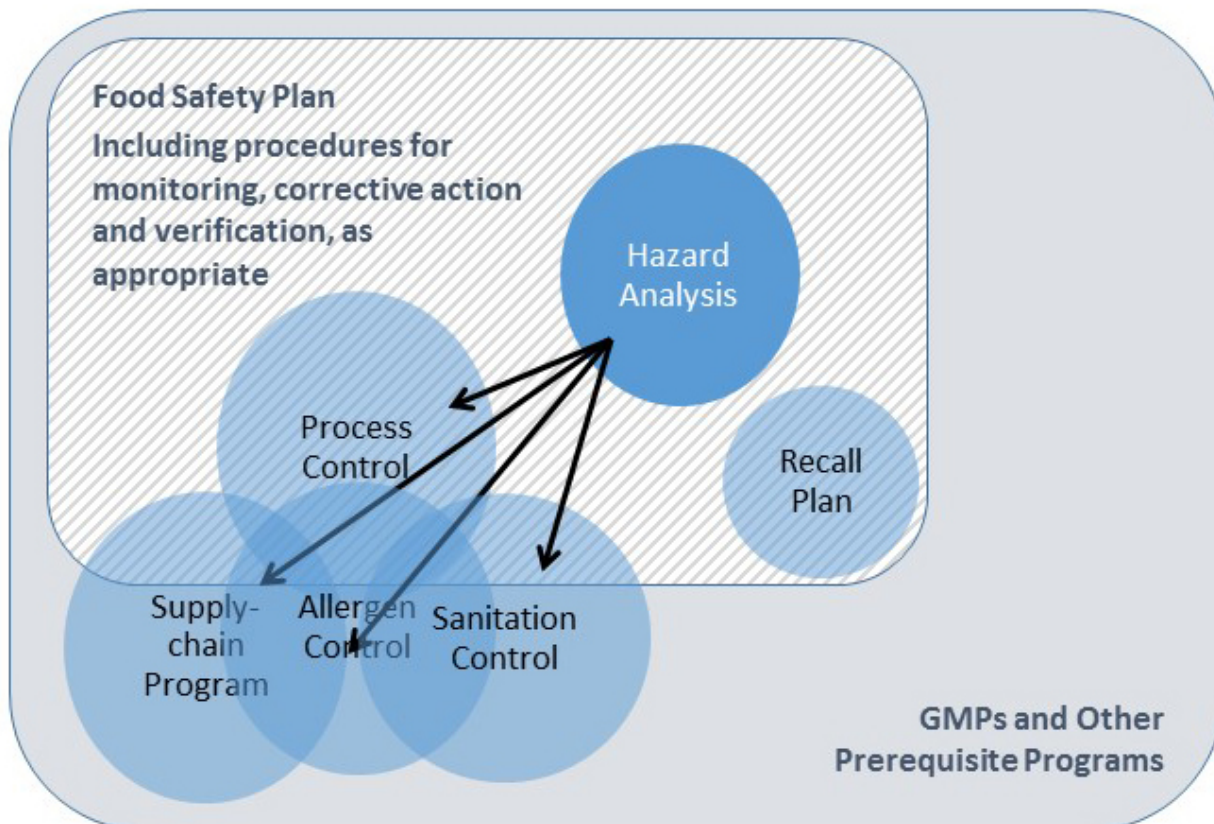 Food Safety Plan
Including procedures for
monitoring, corrective action
and verification, as
appropriate
Hazard
Analysis
Process
Control
Recall
Plan
Supply-
chain
Program
Allergen
Control
Sanitation
Control
GMPs and Other
Prerequisite Programs